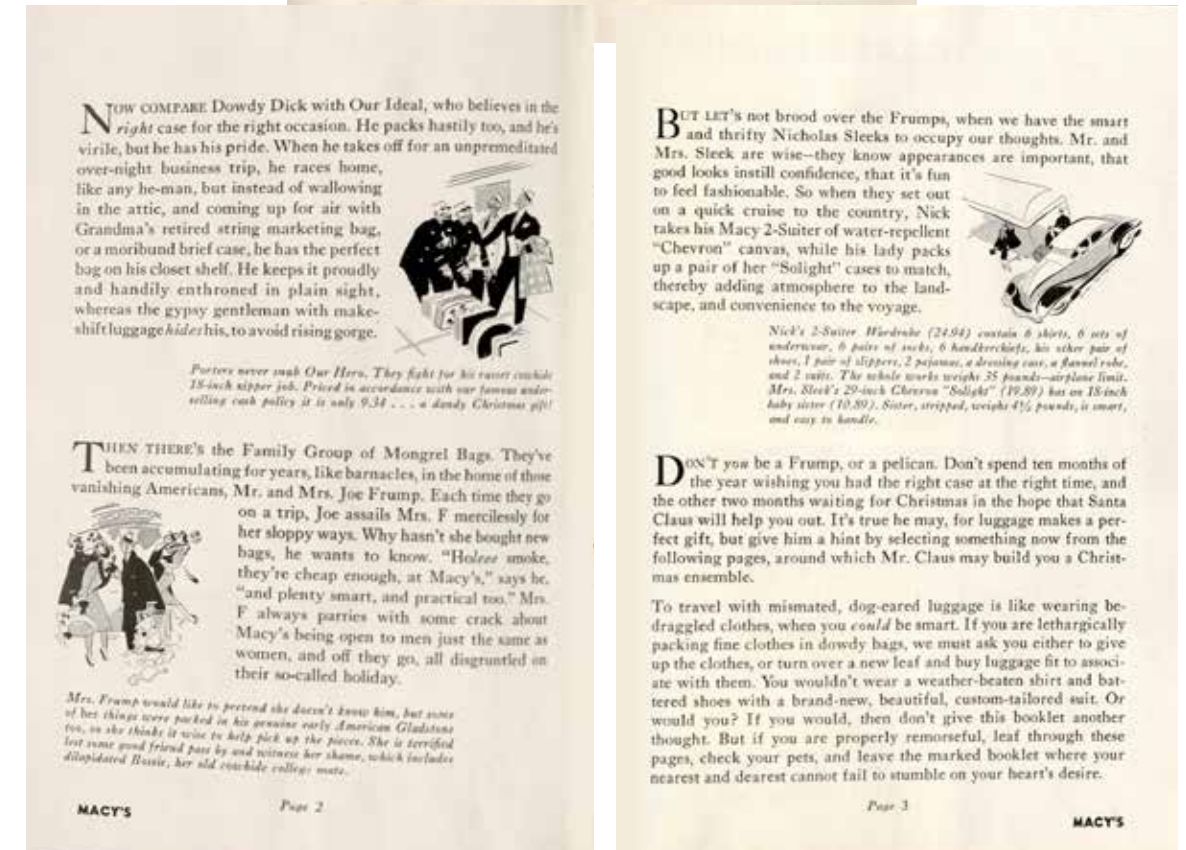 NOW COMPARE Dowdy Dick with Our Ideal, who believes in the
right case for the right occasion. He packs hastily too, and he's
virile, but he has his pride. When he takes off for an unpremeditated
over-night business trip, he races home,
like any he-man, but instead of wallowing
in the attic, and coming up for air with
Grandma's retired string marketing bag,
or a moribund brief case, he has the perfect
bag on his closet shelf. He keeps it proudly
and handily enthroned in plain sight,
whereas the gypsy gentleman with make-
shift luggage hides his, to avoid rising gorge.
Porters never snub Our Hero. They fight for his russet cowhide
18-inch zipper job. Priced in accordance with our famous under-
selling cash policy it is only 9.34 . . . a dandy Christmas gift!
THEN THERE'S the Family Group of Mongrel Bags. They've
been accumulating for years, like barnacles, in the home of those
vanishing Americans, Mr. and Mrs. Joe Frump. Each time they go
on a trip, Joe assails Mrs. F mercilessly for
her sloppy ways. Why hasn't she bought new
bags, he wants to know. "Holee smoke,
they're cheap enough, at Macy's," says he,
"and plenty smart, and practical too." Mrs.
F always parries with some crack about
Macy's being open to men just the same as
women, and off they go, all disgruntled on
their so-called holiday.
Mrs. Frump would like to pretend she doesn't know him, but some
of her things were packed in his genuine early American Gladstone
too, so she thinks it wise to help pick up the pieces. She is terrified
lest some good friend pass by and witness her shame, which includes
dilapidated Bossie, her old cowhide college mate.
MACY'S
Page 2
BUT LET'S not brood over the Frumps, when we have the smart
and thrifty Nicholas Sleeks to occupy our thoughts. Mr. and
Mrs. Sleek are wise—they know appearances are important, that
good looks instill confidence, that it's fun
to feel fashionable. So when they set out
on a quick cruise to the country, Nick
takes his Macy 2-Suiter of water-repellent
"Chevron" canvas, while his lady packs
up a pair of her "Solight" cases to match,
thereby adding atmosphere to the land-
scape, and convenience to the voyage.
Nick's 2-Suiter Wardrobe (24.94) contain 6 shirts, 6 sets of
underwear, 6 pairs of socks, 6 handkerchiefs, his other pair of
shoes, 1 pair of slippers, 2 pajamas, a dressing case, a flannel robe,
and 2 suits. The whole works weighs 35 pounds—airplane limit.
Mrs. Sleek's 29-inch Chevron "Solight" (19.89) has an 18-inch
baby sister (10.89). Sister, stripped, weighs 4½ pounds, is smart,
and easy to handle.
DON'T you be a Frump, or a pelican. Don't spend ten months of
the year wishing you had the right case at the right time, and
the other two months waiting for Christmas in the hope that Santa
Claus will help you out. It's true he may, for luggage makes a per-
fect gift, but give him a hint by selecting something now from the
following pages, around which Mr. Claus may build you a Christ-
mas ensemble.
To travel with mismated, dog-eared luggage is like wearing be-
draggled clothes, when you could be smart. If you are lethargically
packing fine clothes in dowdy bags, we must ask you either to give
up the clothes, or turn over a new leaf and buy luggage fit to associ-
ate with them. You wouldn't wear a weather-beaten shirt and bat-
tered shoes with a brand-new, beautiful, custom-tailored suit. Or
would you? If you would, then don't give this booklet another
thought. But if you are properly remorseful, leaf through these
pages, check your pets, and leave the marked booklet where your
nearest and dearest cannot fail to stumble on your heart's desire.
Page 3
MACY'S